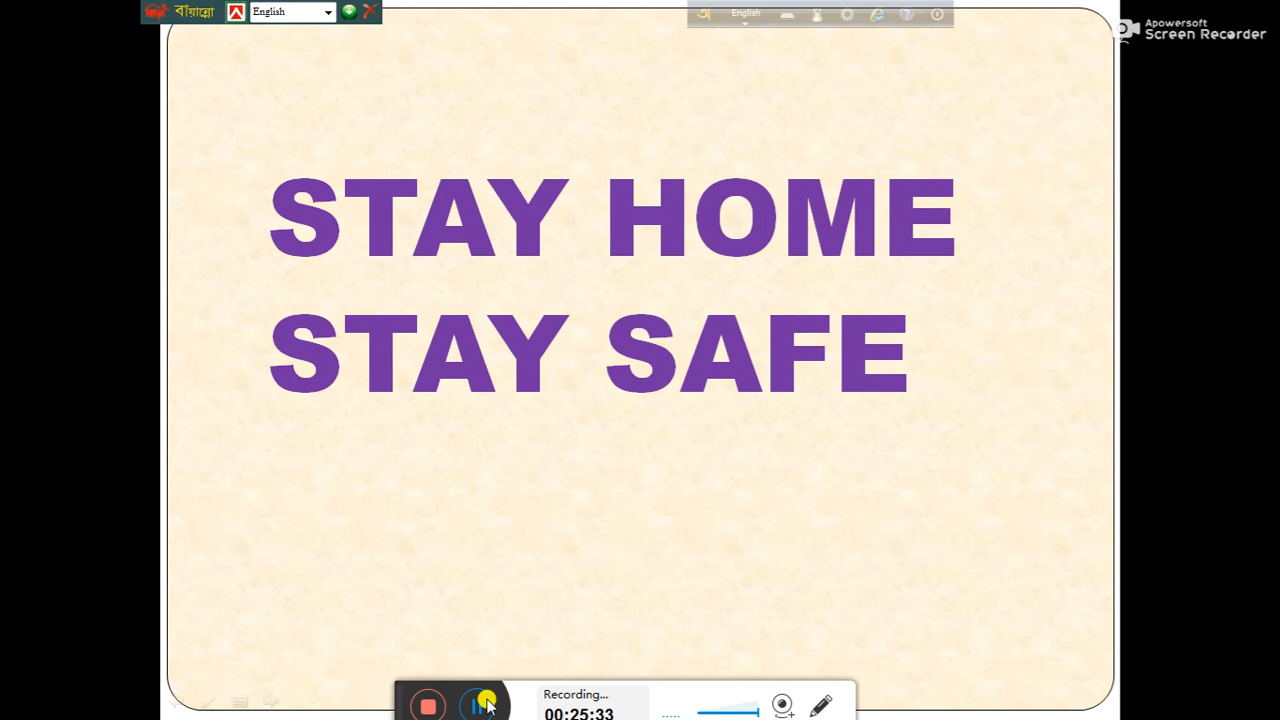 বায়ান্নো
English
English
Apowersoft
Screen Recorder
STAY HOME
STAY SAFE
Recording...
00:25:33